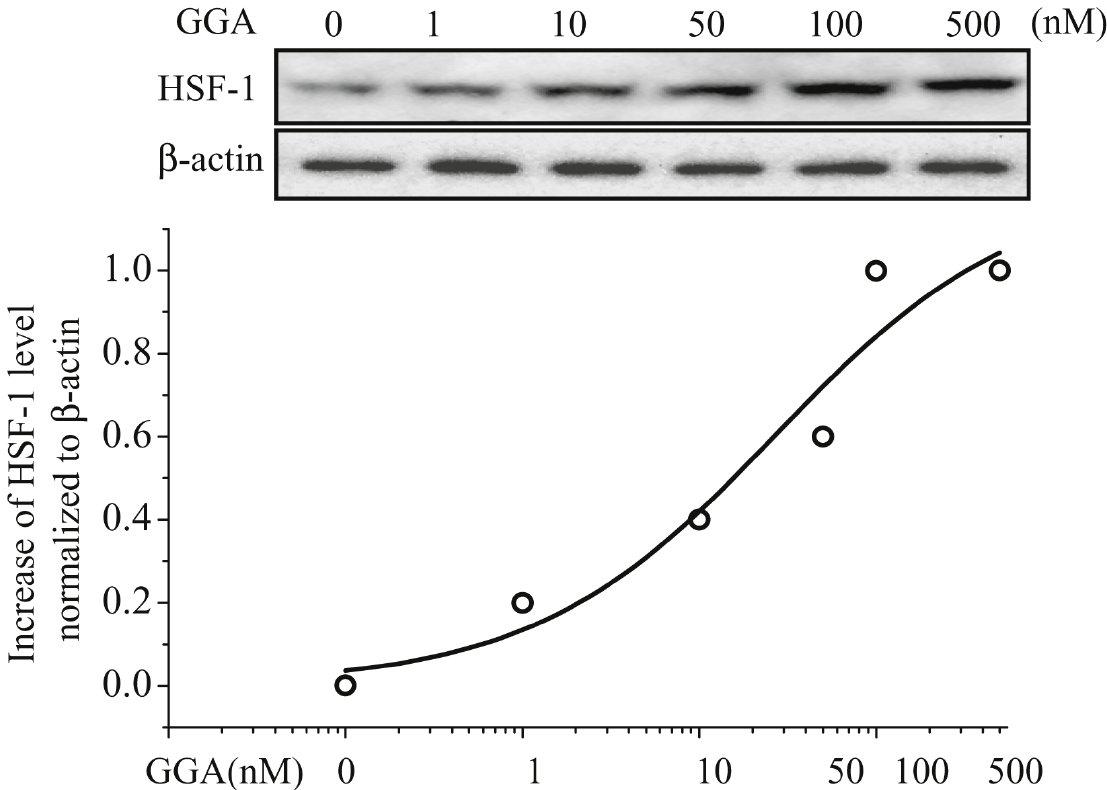 GGA 0 1 10 50 100 500 (nM)
HSF-1
β-actin
Increase of HSF-1 level
normalized to β-actin
1.0
0.8
0.6
0.4
0.2
0.0
GGA(nM) 0 1 10 50 100 500